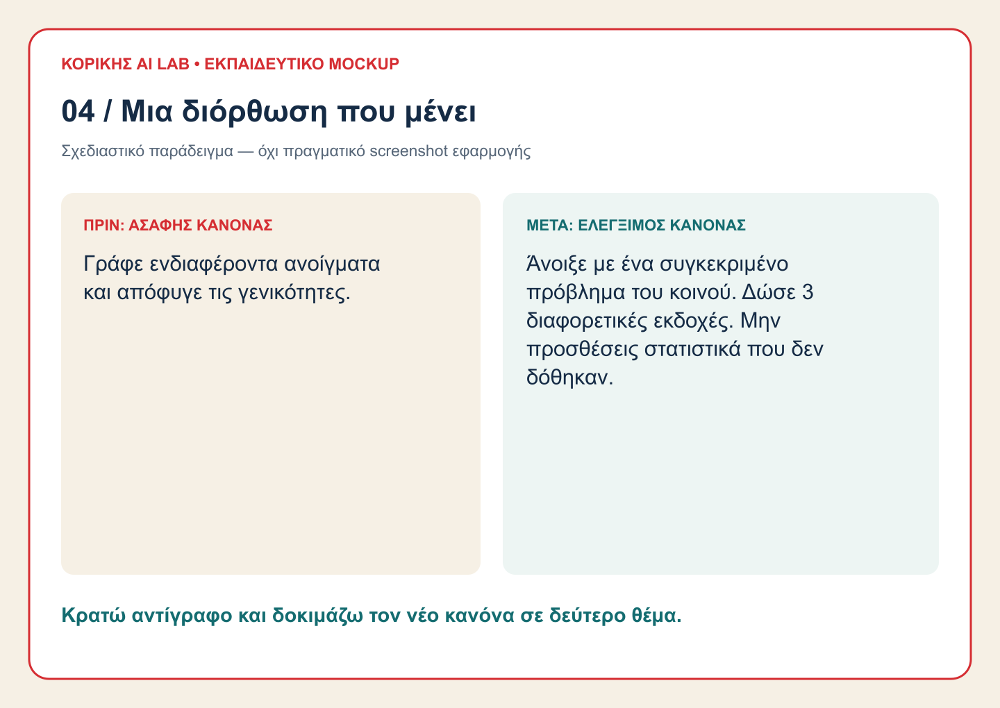 ΚΟΡΙΚΗΣ AI LAB • ΕΚΠΑΙΔΕΥΤΙΚΟ MOCKUP
04 / Μια διόρθωση που μένει
Σχεδιαστικό παράδειγμα — όχι πραγματικό screenshot εφαρμογής
ΠΡΙΝ: ΑΣΑΦΗΣ ΚΑΝΟΝΑΣ
Γράφε ενδιαφέροντα ανοίγματα
και απόφυγε τις γενικότητες.
ΜΕΤΑ: ΕΛΕΓΞΙΜΟΣ ΚΑΝΟΝΑΣ
Άνοιξε με ένα συγκεκριμένο
πρόβλημα του κοινού. Δώσε 3
διαφορετικές εκδοχές. Μην
προσθέσεις στατιστικά που δεν
δόθηκαν.
Κρατώ αντίγραφο και δοκιμάζω τον νέο κανόνα σε δεύτερο θέμα.